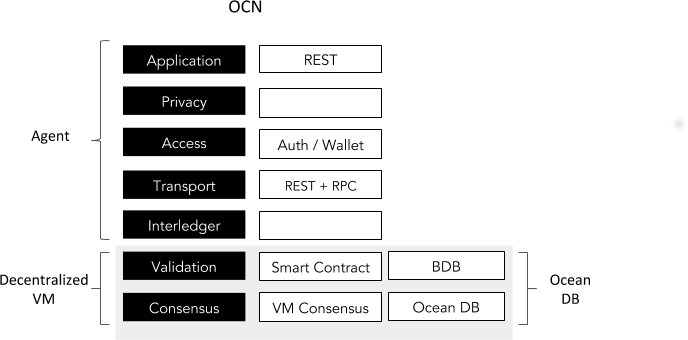 OCN
Application
REST
Privacy
Agent
Access
Auth / Wallet
Transport
REST + RPC
Interledger
Validation
Smart Contract
BDB
Decentralized
VM
Ocean
DB
Consensus
VM Consensus
Ocean DB